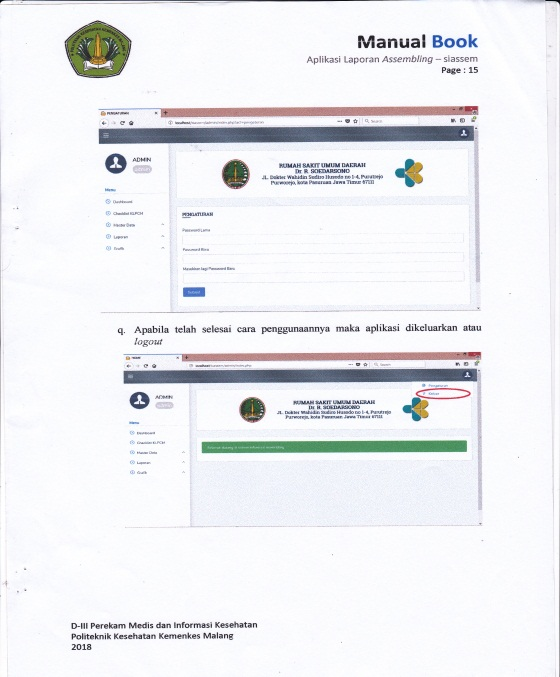 Manual Book
Aplikasi Laporan Assembling – siassem
Page : 15
PENGATURAN
Search
ADMIN
Menu
Dashboard
Checklist KLPCM
Master Data
Laporan
Grafik
RUMAH SAKIT UMUM DAERAH
Dr. R. SOEDARSONO
JL. Dokter Wahidin Sudiro Husodo no 1-4, Purutrejo
Purworejo, kota Pasuruan Jawa Timur 67111
PENGATURAN
Password Lama
Password Baru
Masukkan lagi Password Baru
Submit
q. Apabila telah selesai cara penggunaannya maka aplikasi dikeluarkan atau
logout
Search
ADMIN
Menu
Dashboard
Checklist KLPCM
Master Data
Laporan
Grafik
RUMAH SAKIT UMUM DAERAH
Dr. R. SOEDARSONO
JL. Dokter Wahidin Sudiro Husodo no 1-4, Purutrejo
Purworejo, kota Pasuruan Jawa Timur 67111
Pengaturan
Keluar
D-III Perekam Medis dan Informasi Kesehatan
Politeknik Kesehatan Kemenkes Malang
2018